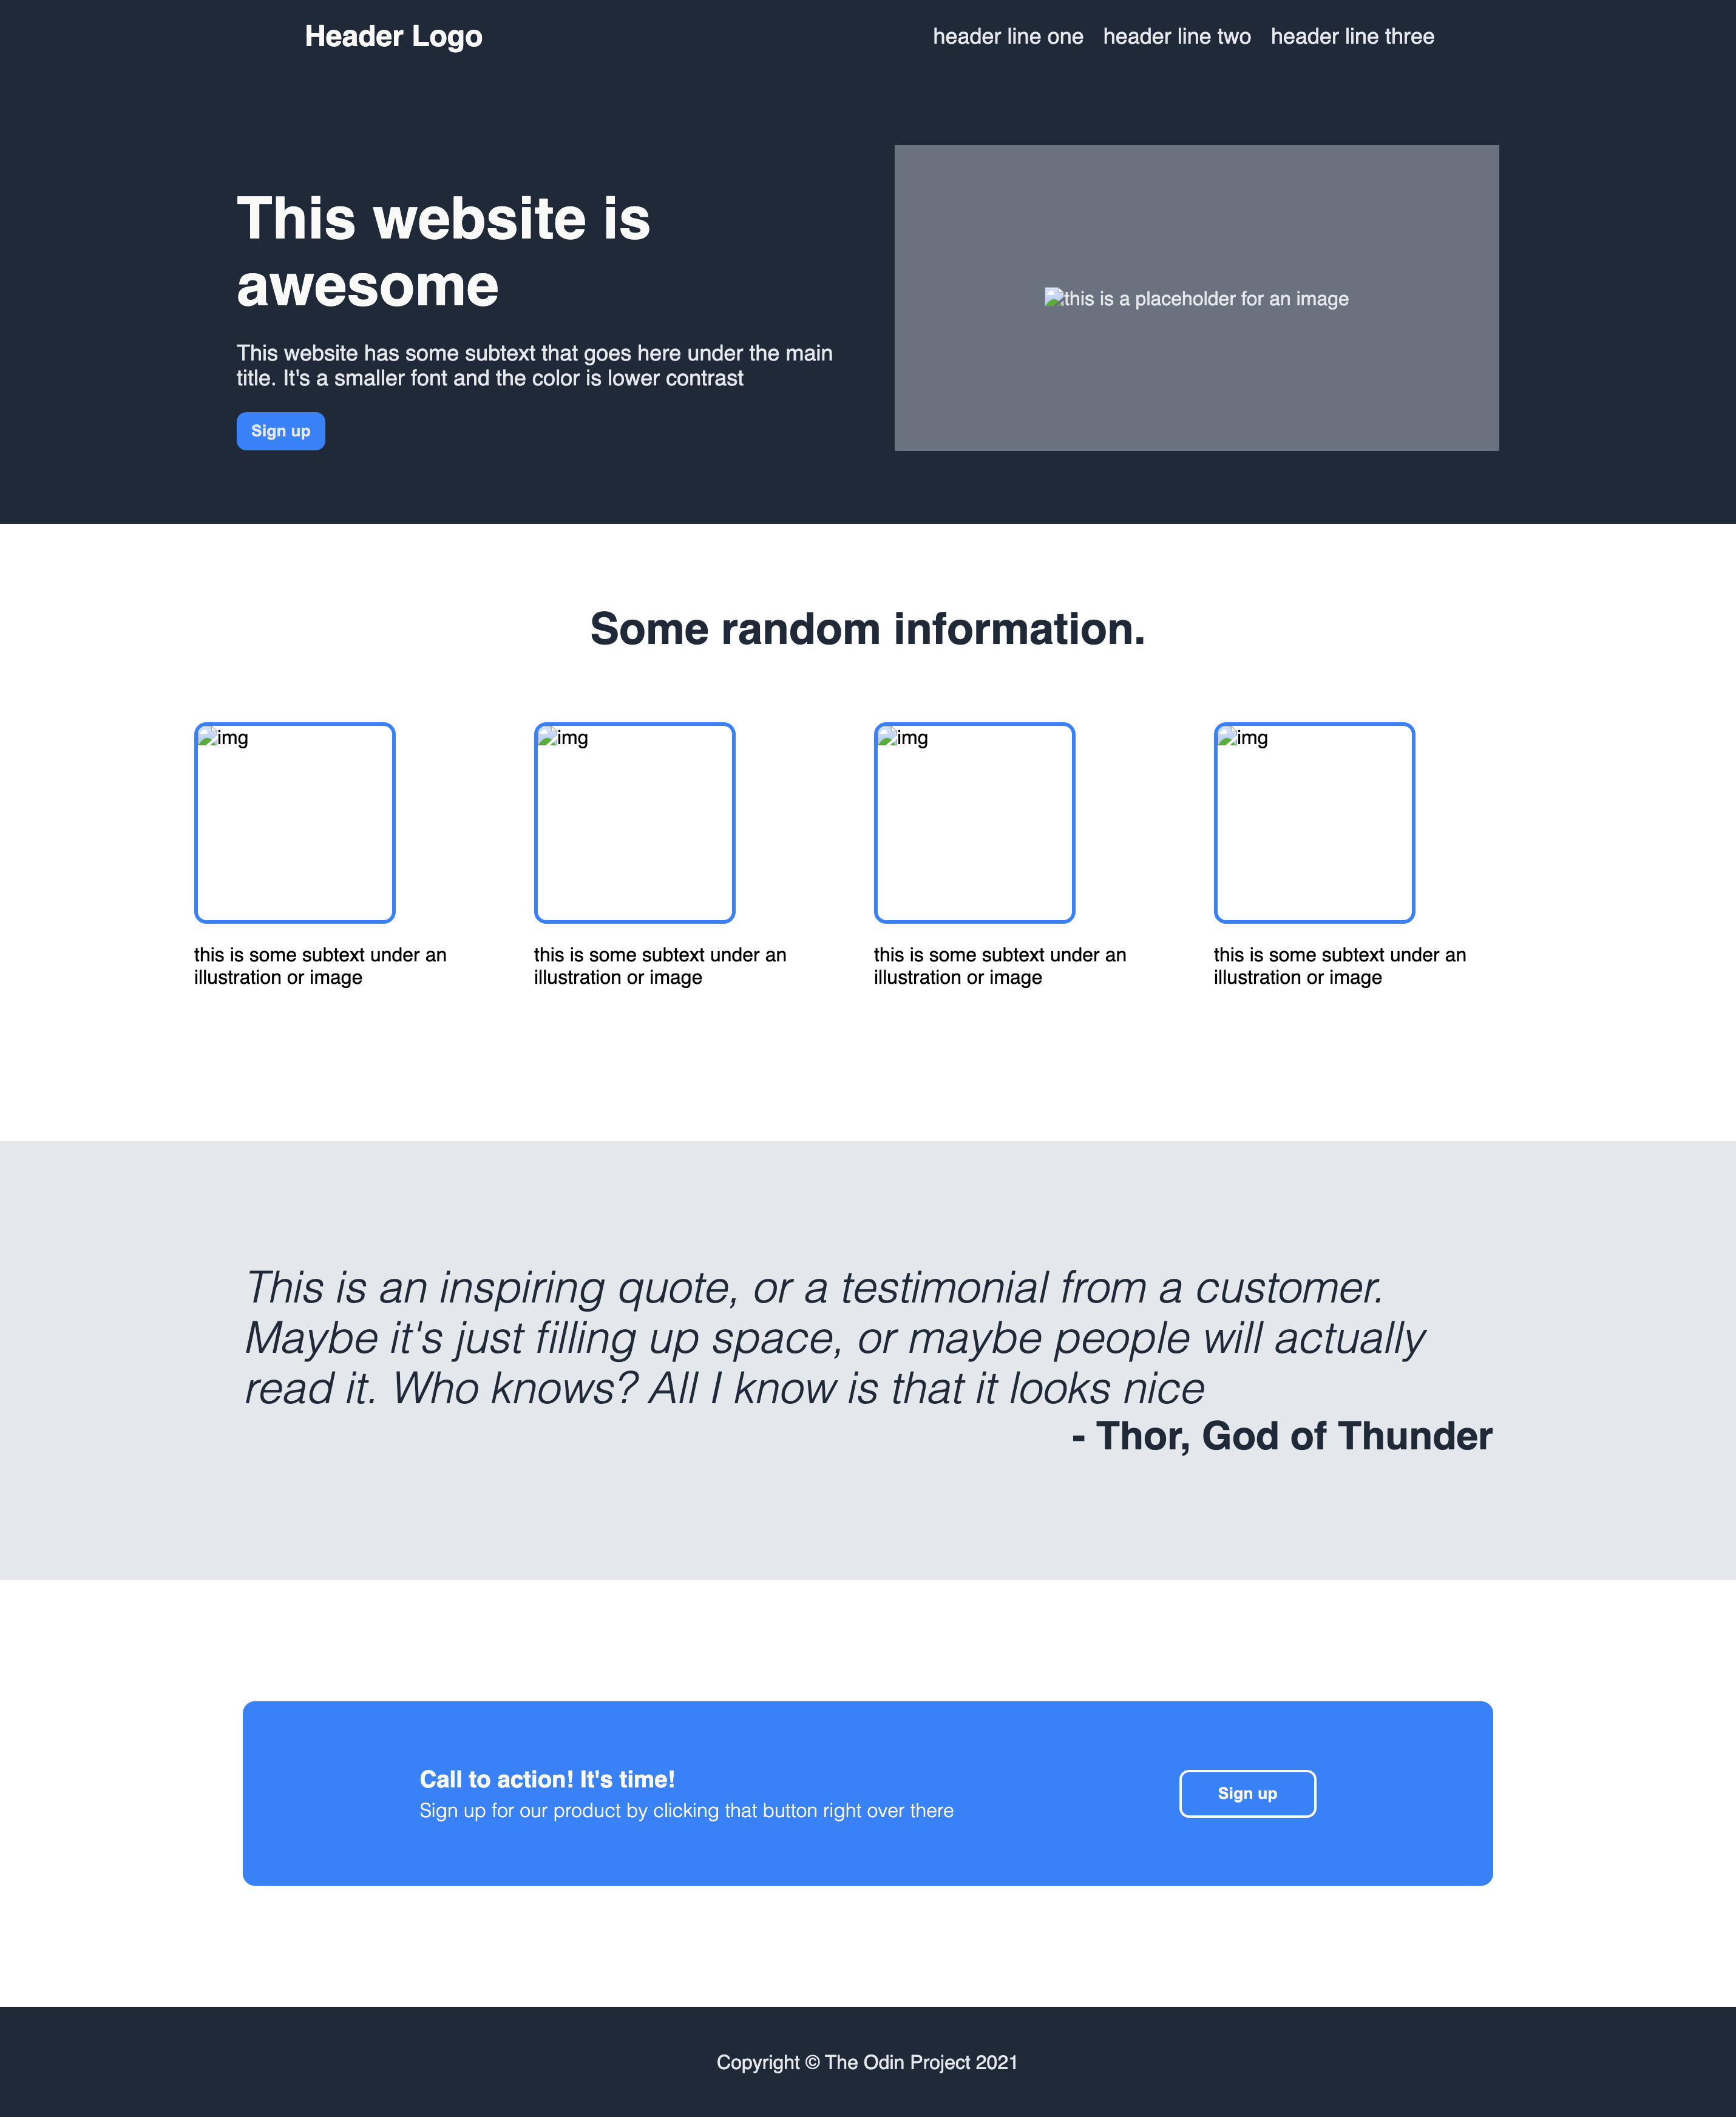 Header Logo
header line one header line two header line three
This website is
awesome
This website has some subtext that goes here under the main
title. It's a smaller font and the color is lower contrast
Sign up
this is a placeholder for an image
Some random information.
img
this is some subtext under an
illustration or image
img
this is some subtext under an
illustration or image
img
this is some subtext under an
illustration or image
img
this is some subtext under an
illustration or image
This is an inspiring quote, or a testimonial from a customer.
Maybe it's just filling up space, or maybe people will actually
read it. Who knows? All I know is that it looks nice
- Thor, God of Thunder
Call to action! It's time!
Sign up for our product by clicking that button right over there
Sign up
Copyright © The Odin Project 2021